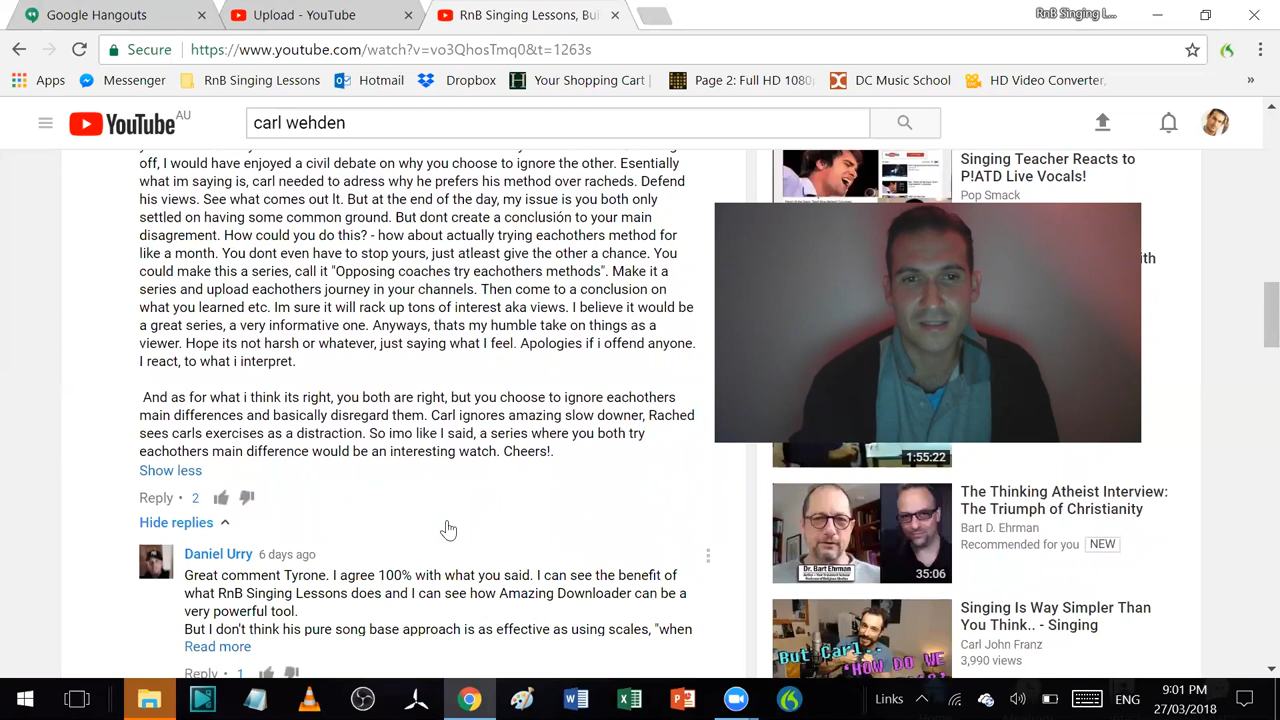 Google Hangouts
Upload - YouTube
RnB Singing Lessons, Bui
RnB Singing L...
Secure
https://www.youtube.com/watch?v=vo3QhosTmq0&t=1263s
Apps
Messenger
RnB Singing Lessons
Hotmail
Dropbox
Your Shopping Cart |
Page 2: Full HD 1080p
DC Music School
HD Video Converter,
»
YouTube AU
carl wehden
off, I would have enjoyed a civil debate on why you choose to ignore the other. Essentially
what im saying is, carl needed to adress why he prefers his method over racheds. Defend
his views. See what comes out it. But at the end of the day, my issue is you both only
settled on having some common ground. But dont create a conclusion to your main
disagrement. How could you do this? - how about actually trying eachothers method for
like a month. You dont even have to stop yours, just atleast give the other a chance. You
could make this a series, call it "Opposing coaches try eachothers methods". Make it a
series and upload eachothers journey in your channels. Then come to a conclusion on
what you learned etc. Im sure it will rack up tons of interest aka views. I believe it would be
a great series, a very informative one. Anyways, thats my humble take on things as a
viewer. Hope its not harsh or whatever, just saying what I feel. Apologies if i offend anyone.
I react, to what i interpret.
And as for what i think its right, you both are right, but you choose to ignore eachothers
main differences and basically disregard them. Carl ignores amazing slow downer, Rached
sees carls exercises as a distraction. So imo like I said, a series where you both try
eachothers main difference would be an interesting watch. Cheers!.
Show less
Reply · 2
Hide replies
Daniel Urry 6 days ago
Great comment Tyrone. I agree 100% with what you said. I can see the benefit of
what RnB Singing Lessons does and I can see how Amazing Downloader can be a
very powerful tool.
But I don't think his pure song base approach is as effective as using scales, "when
Read more
Reply · 1
Singing Teacher Reacts to
P!ATD Live Vocals!
Pop Smack
ith
1:55:22
The Thinking Atheist Interview:
The Triumph of Christianity
Bart D. Ehrman
Recommended for you NEW
Dr. Bart Ehrman
35:06
Singing Is Way Simpler Than
You Think.. - Singing
Carl John Franz
3,990 views
But Carl..
"HOW DO WE
Links
ENG
9:01 PM
27/03/2018